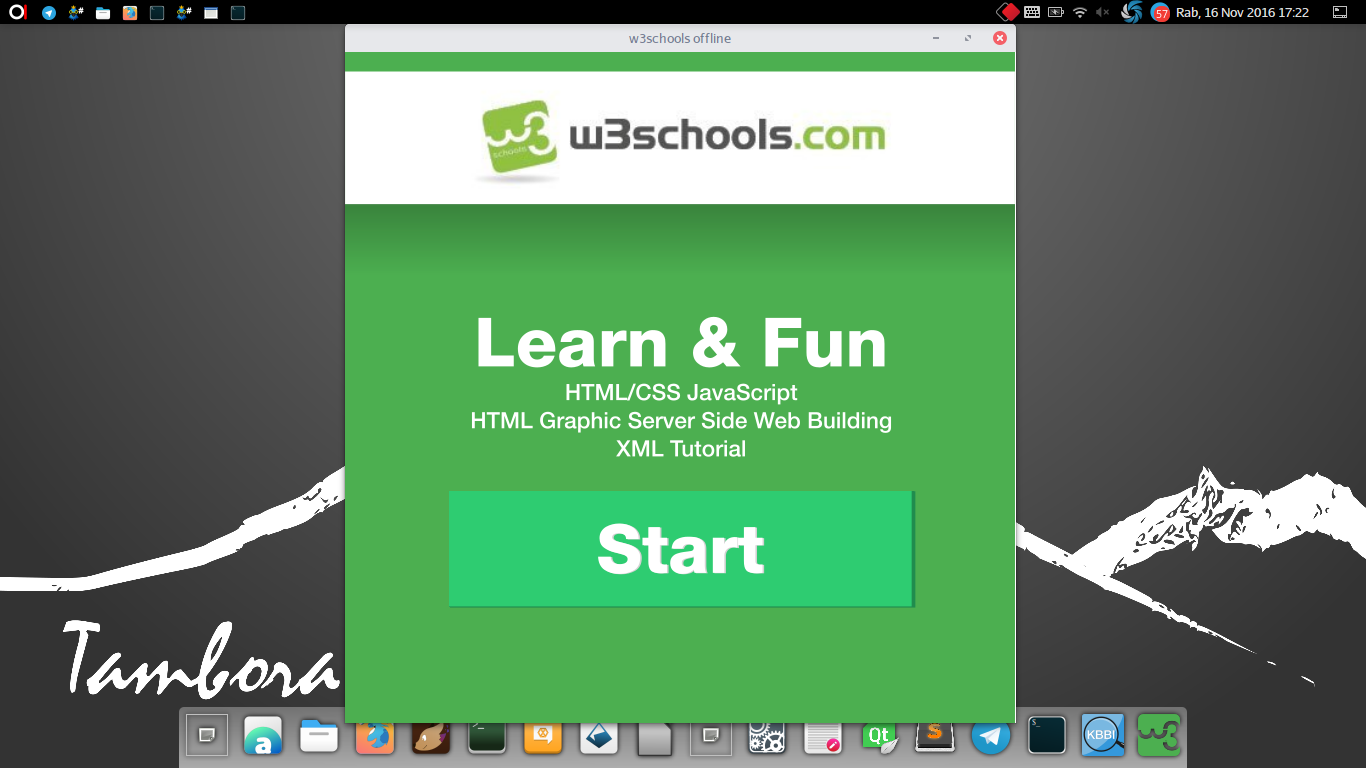 57 Rab, 16 Nov 2016 17:22
w3schools offline
w3 schools
w3schools.com
Learn & Fun
HTML/CSS JavaScript
HTML Graphic Server Side Web Building
XML Tutorial
Start
Tambora
a
Qt
S
$_
KBBI
w3